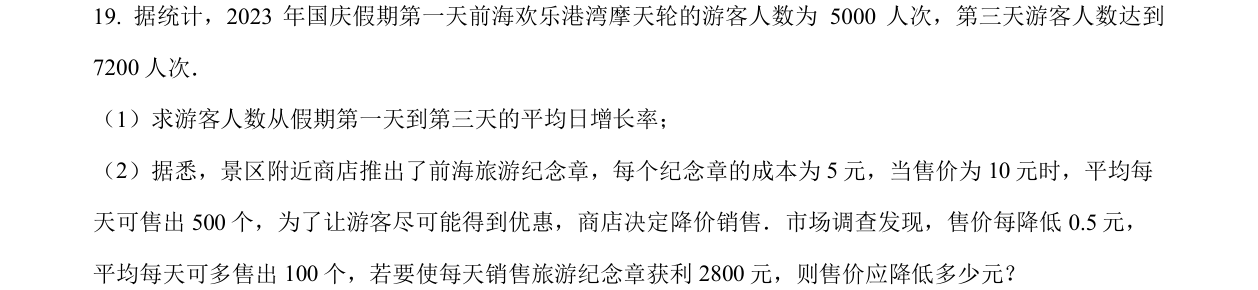 19. 据统计，2023 年国庆假期第一天前海欢乐港湾摩天轮的游客人数为 5000 人次，第三天游客人数达到
7200 人次.
（1）求游客人数从假期第一天到第三天的平均日增长率；
（2）据悉，景区附近商店推出了前海旅游纪念章，每个纪念章的成本为 5 元，当售价为 10 元时，平均每
天可售出 500 个，为了让游客尽可能得到优惠，商店决定降价销售．市场调查发现，售价每降低 0.5 元，
平均每天可多售出 100 个，若要使每天销售旅游纪念章获利 2800 元，则售价应降低多少元？